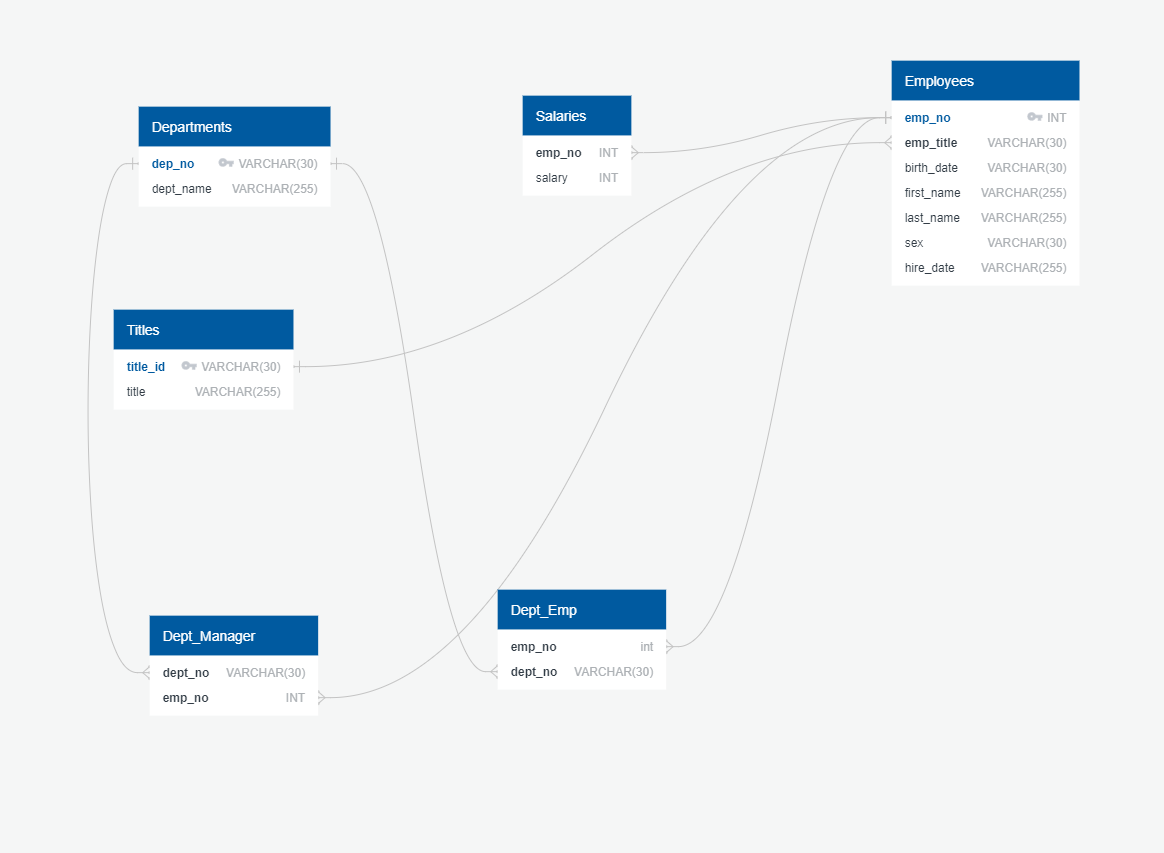 Departments
dep_no VARCHAR(30)
dept_name VARCHAR(255)
Salaries
emp_no INT
salary INT
Employees
emp_no INT
emp_title VARCHAR(30)
birth_date VARCHAR(30)
first_name VARCHAR(255)
last_name VARCHAR(255)
sex VARCHAR(30)
hire_date VARCHAR(255)
Titles
title_id VARCHAR(30)
title VARCHAR(255)
Dept_Manager
dept_no VARCHAR(30)
emp_no INT
Dept_Emp
emp_no int
dept_no VARCHAR(30)